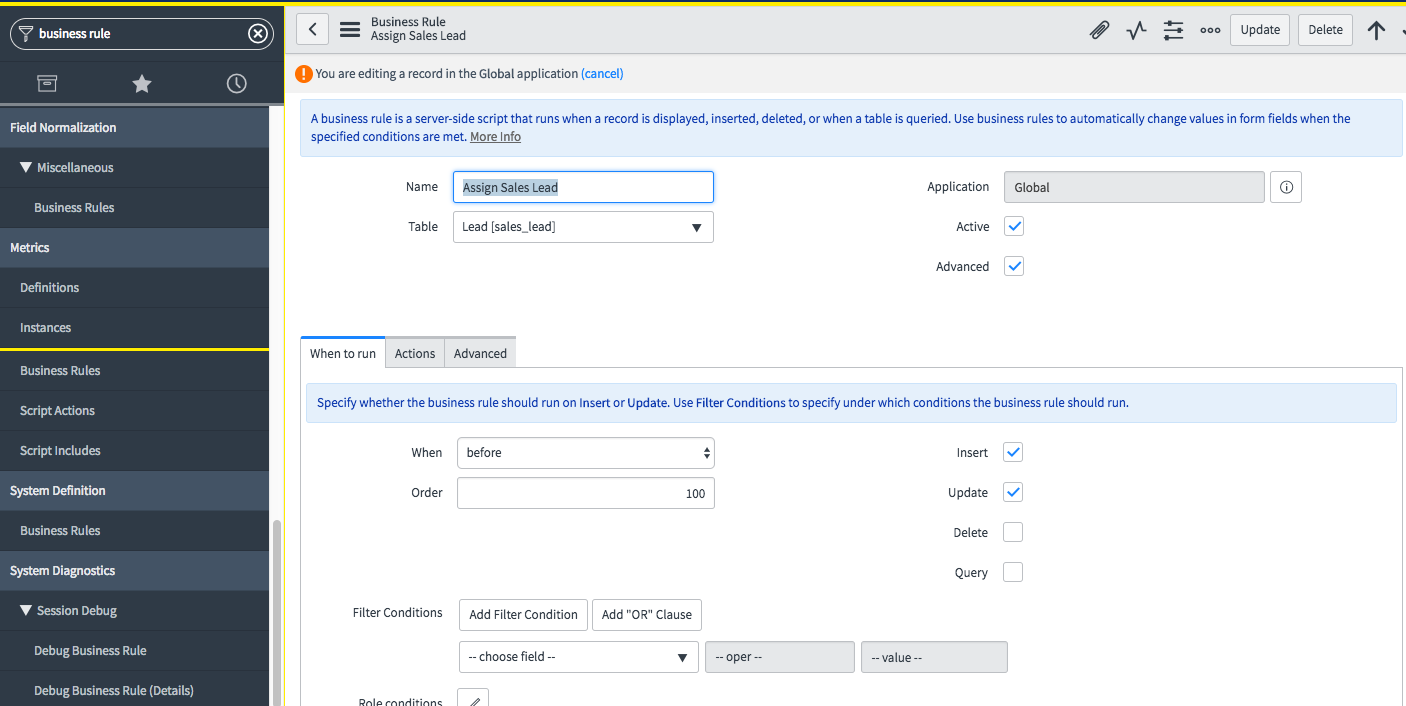 business rule
Field Normalization
Miscellaneous
Business Rules
Metrics
Definitions
Instances
Business Rules
Script Actions
Script Includes
System Definition
Business Rules
System Diagnostics
Session Debug
Debug Business Rule
Debug Business Rule (Details)
Business Rule
Assign Sales Lead
Update
Delete
You are editing a record in the Global application (cancel)
A business rule is a server-side script that runs when a record is displayed, inserted, deleted, or when a table is queried. Use business rules to automatically change values in form fields when the
specified conditions are met. More Info
Name Assign Sales Lead Application Global
Table Lead [sales_lead] Active
Advanced
When to run Actions Advanced
Specify whether the business rule should run on Insert or Update. Use Filter Conditions to specify under which conditions the business rule should run.
When before Insert
Order 100 Update
Delete
Query
Filter Conditions Add Filter Condition Add "OR" Clause
-- choose field -- -- oper -- -- value --
Role conditions